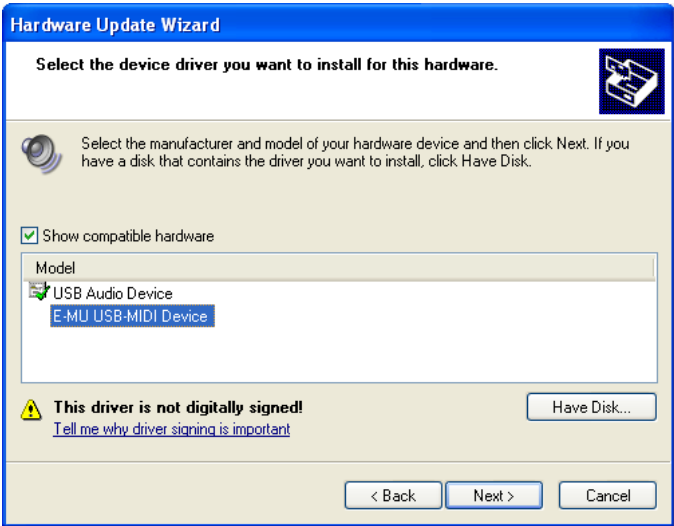 Hardware Update Wizard
Select the device driver you want to install for this hardware.
Select the manufacturer and model of your hardware device and then click Next. If you
have a disk that contains the driver you want to install, click Have Disk.
Show compatible hardware
Model
USB Audio Device
E-MU USB-MIDI Device
This driver is not digitally signed!
Have Disk...
Tell me why driver signing is important
< Back
Next >
Cancel